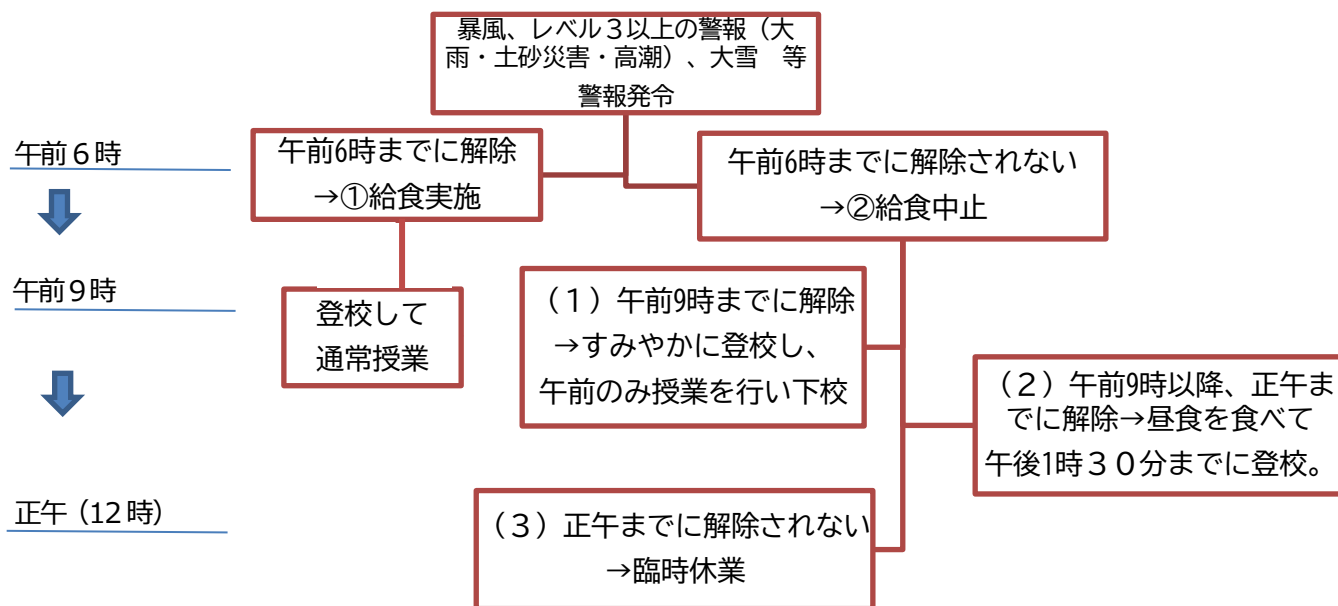 暴風、レベル３以上の警報（大
雨・土砂災害・高潮）、大雪　等
警報発令
午前６時
午前6時までに解除
→①給食実施
午前6時までに解除されない
→②給食中止
午前９時
登校して
通常授業
（１）午前9時までに解除
→すみやかに登校し、
午前のみ授業を行い下校
（２）午前9時以降、正午ま
でに解除→昼食を食べて
午後1時３０分までに登校。
正午（12時）
（３）正午までに解除されない
→臨時休業